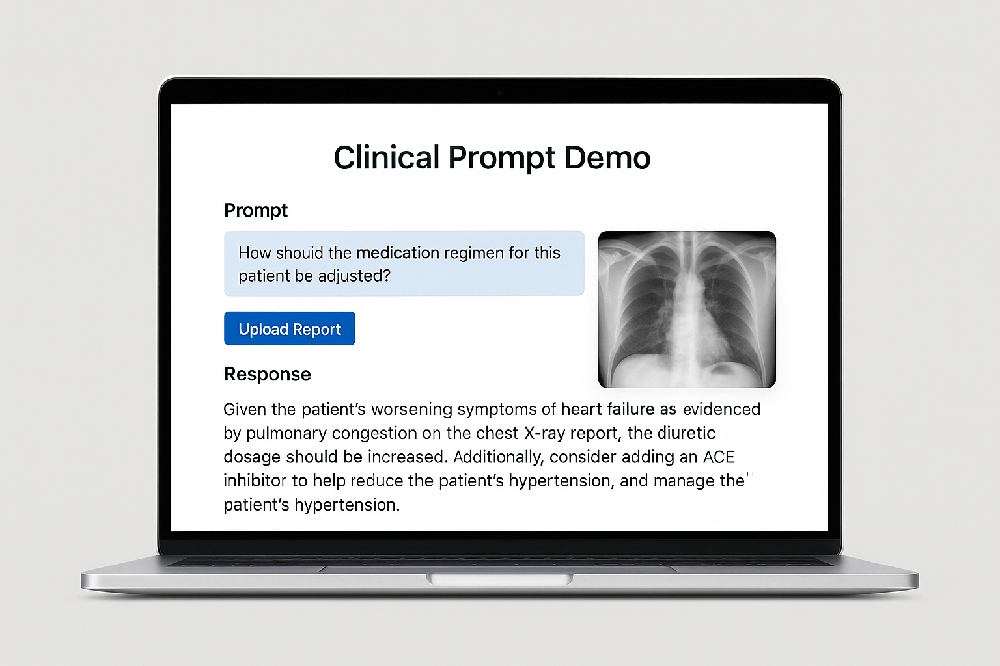 Clinical Prompt Demo
Prompt
How shouid the medication regimen for this
patient be adjusted?
Upload Report
Response
Given the patient’s worsening symptoms of heart failure as evidenced
by pulmonary congestion on the chest X-ray report, the diuretic
dosage should be increased. Additionally, consider adding an ACE
inhibitor to help reduce the patient’s hypertension, and manage the
patient’s hypertension.